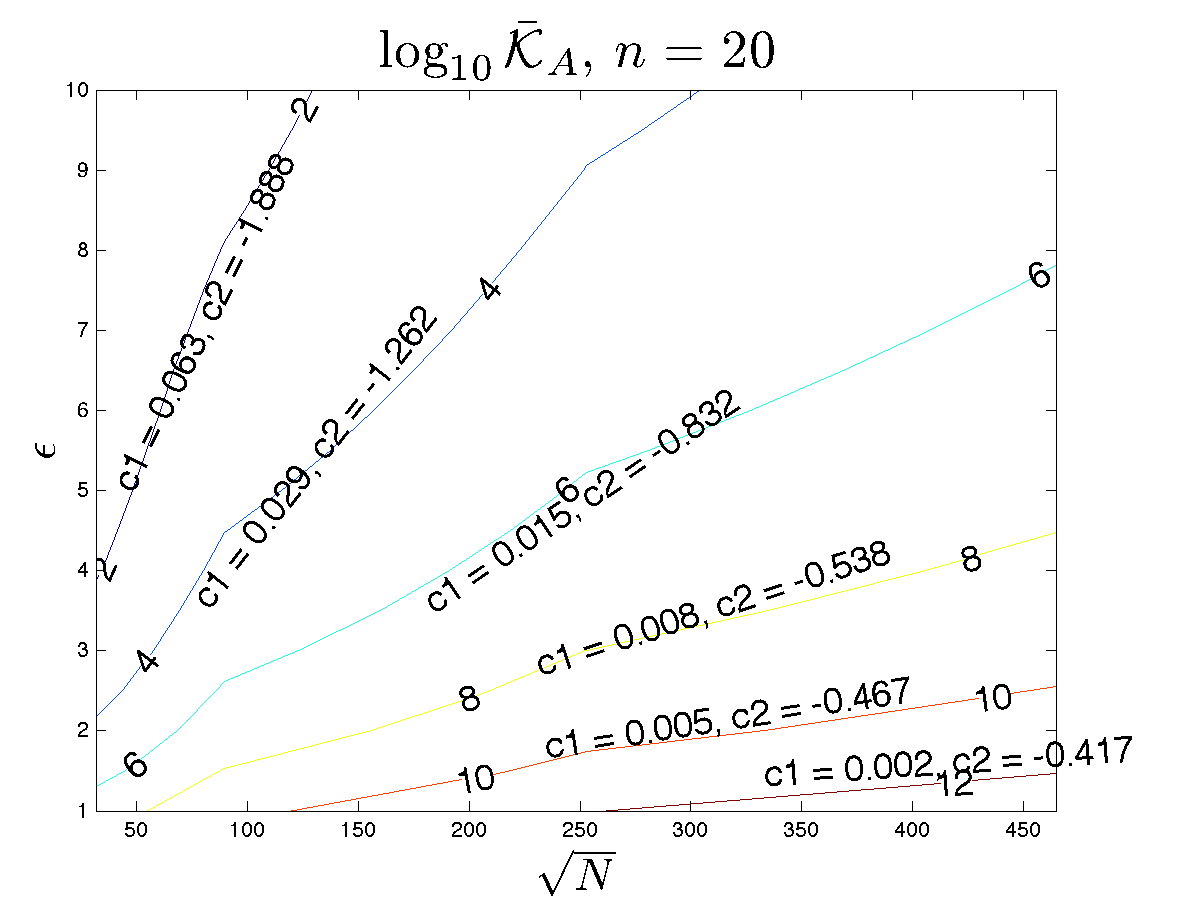 log₁₀ 𝒦̄_A, n = 20
10
9
8
7
6
5
4
3
2
1
ϵ
2
c1 = 0.063, c2 = -1.888
2
4
c1 = 0.029, c2 = -1.262
4
6
c1 = 0.015, c2 = -0.832
6
6
8
c1 = 0.008, c2 = -0.538
8
10
c1 = 0.005, c2 = -0.467
10
c1 = 0.002, c2 = -0.417
12
50 100 150 200 250 300 350 400 450
√N